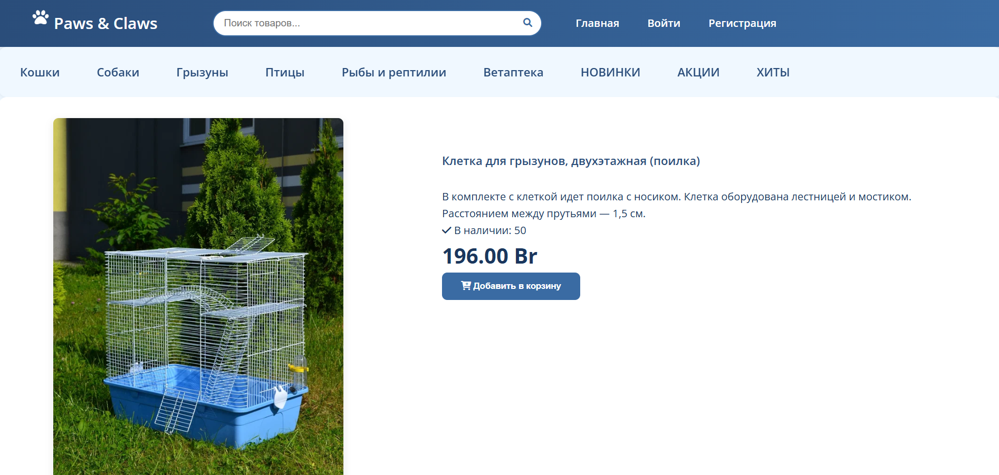 Paws & Claws
Поиск товаров...
Главная
Войти
Регистрация
Кошки
Собаки
Грызуны
Птицы
Рыбы и рептилии
Ветаптека
НОВИНКИ
АКЦИИ
ХИТЫ
Клетка для грызунов, двухэтажная (поилка)
В комплекте с клеткой идет поилка с носиком. Клетка оборудована лестницей и мостиком.
Расстоянием между прутьями — 1,5 см.
В наличии: 50
196.00 Br
Добавить в корзину